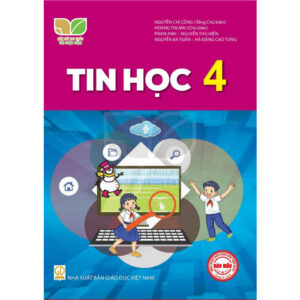 NGUYỄN CHÍ CÔNG (Tổng Chủ biên)
HOÀNG THỊ MAI (Chủ biên)
PHAN ANH – NGUYỄN THU HIỀN
NGUYỄN BÁ TUẤN – HÀ ĐẶNG CAO TÙNG
TIN HỌC 4
NHÀ XUẤT BẢN GIÁO DỤC VIỆT NAM